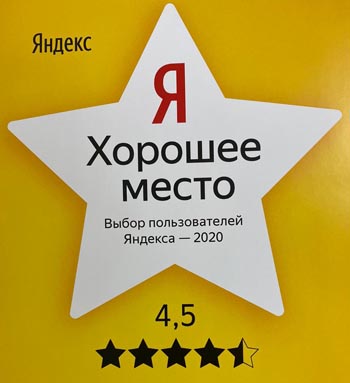 Яндекс
Я
Хорошее
место
Выбор пользователей
Яндекса — 2020
4,5